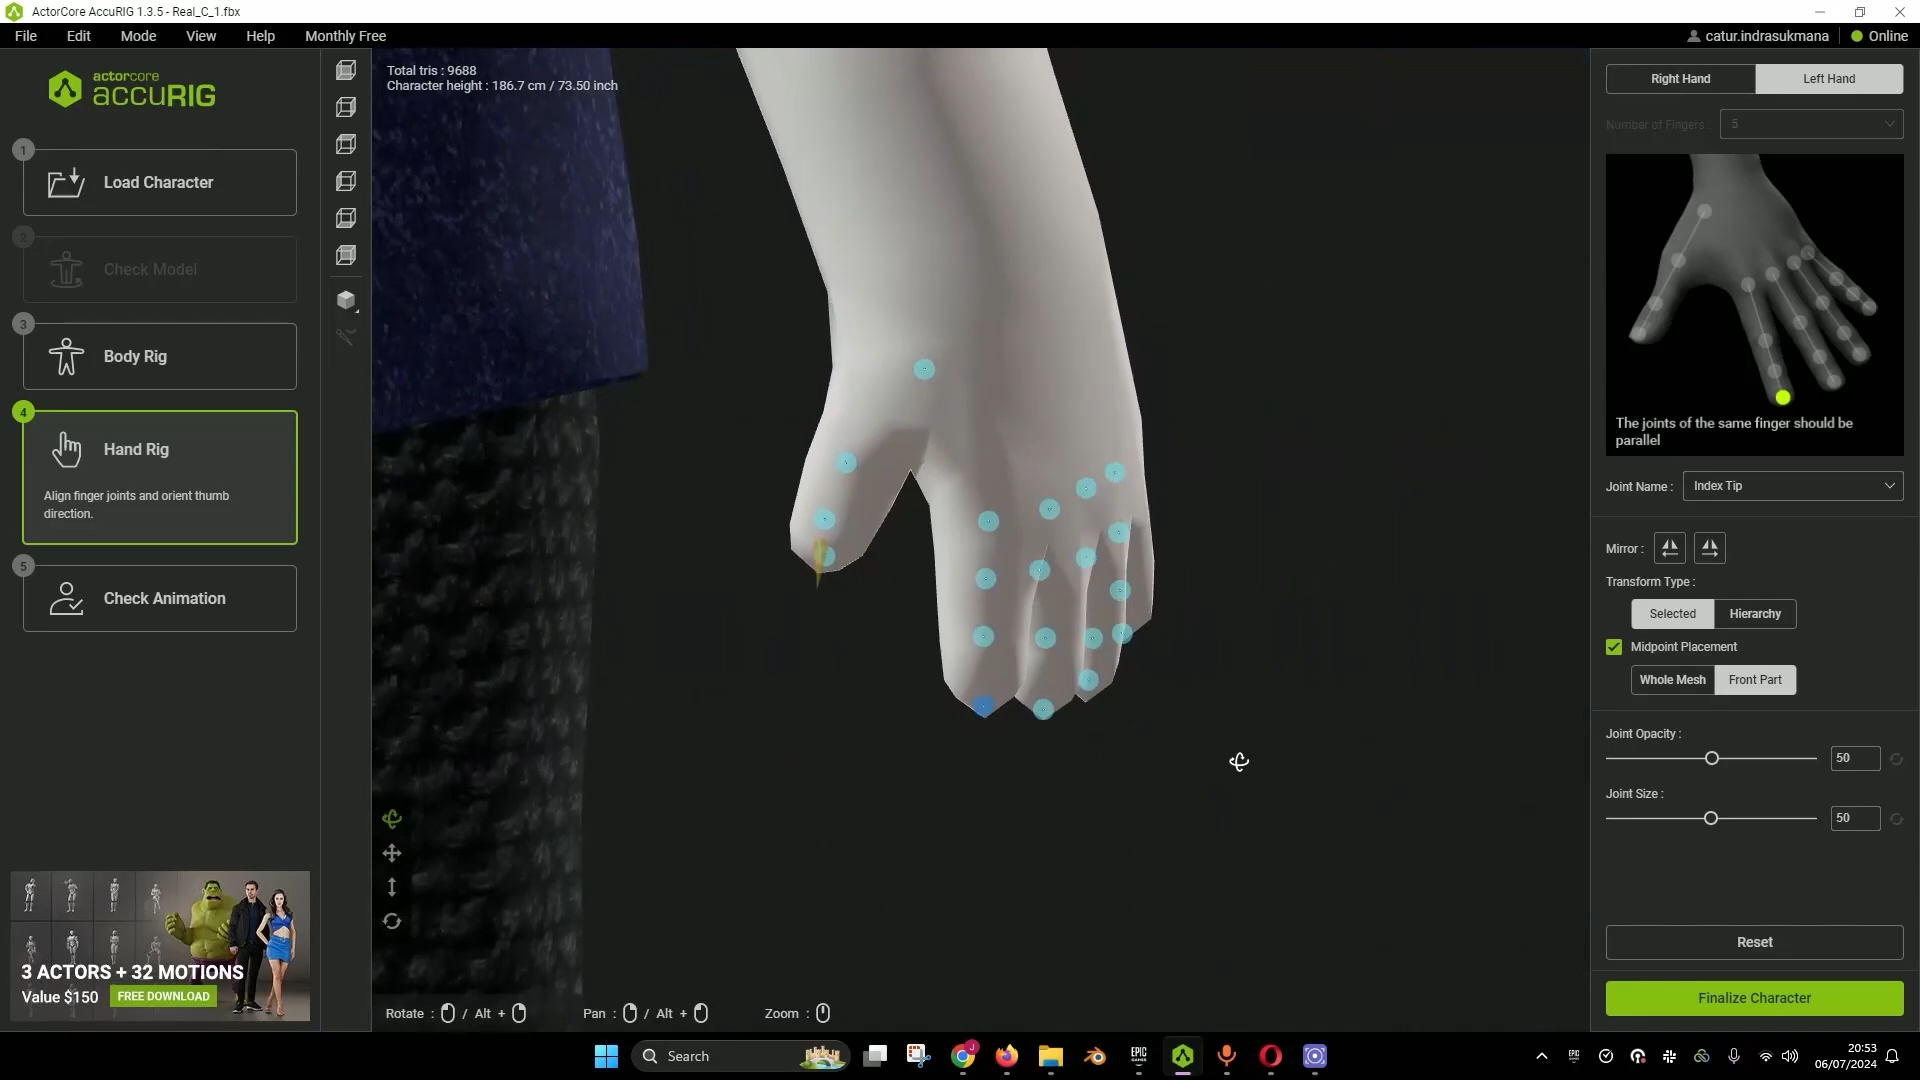 ActorCore AccuRIG 1.3.5 - Real_C_1.fbx
File Edit Mode View Help Monthly Free
catur.indrasukmana
Online
actorcore
accuRIG
1
Load Character
2
Check Model
3
Body Rig
4
Hand Rig
Align finger joints and orient thumb
direction.
5
Check Animation
3 ACTORS + 32 MOTIONS
Value $150 FREE DOWNLOAD
Total tris : 9688
Character height : 186.7 cm / 73.50 inch
Rotate : / Alt + Pan : / Alt + Zoom :
Right Hand Left Hand
Number of Fingers : 5
The joints of the same finger should be
parallel
Joint Name : Index Tip
Mirror :
Transform Type :
Selected Hierarchy
Midpoint Placement
Whole Mesh Front Part
Joint Opacity :
50
Joint Size :
50
Reset
Finalize Character
Search
J
EPIC
GAMES
EPIC
GAMES
20:53
06/07/2024